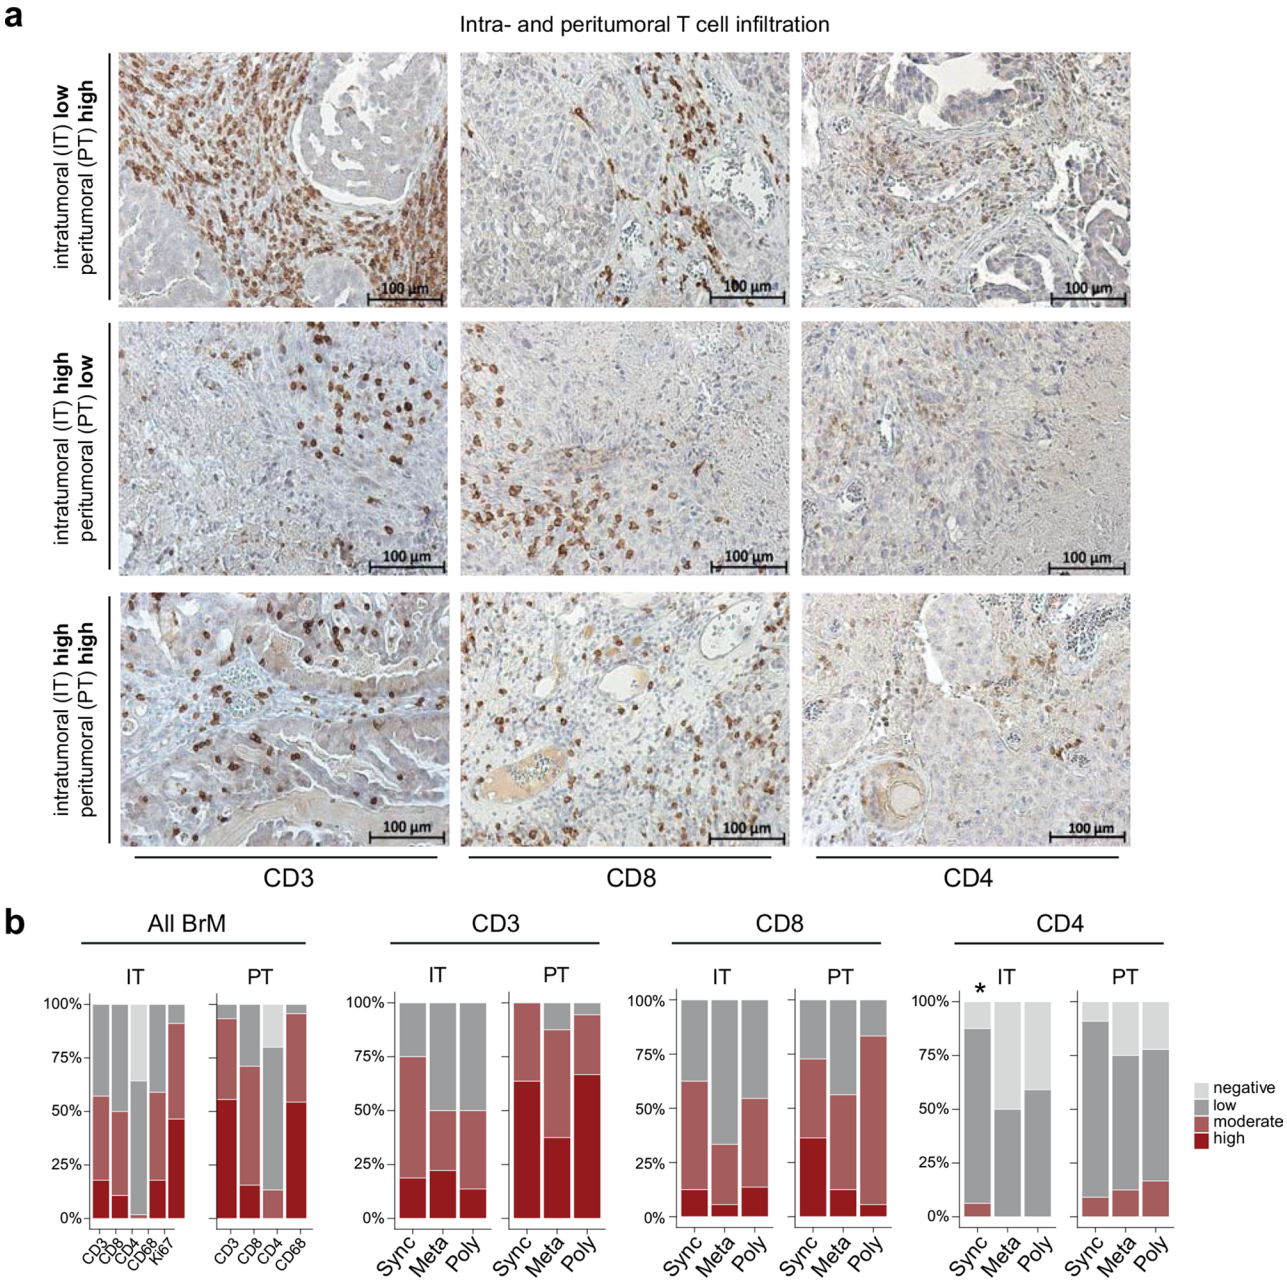 a
Intra- and peritumoral T cell infiltration
intratumoral (IT) low
peritumoral (PT) high
100 µm
100 µm
100 µm
intratumoral (IT) high
peritumoral (PT) low
100 µm
100 µm
100 µm
intratumoral (IT) high
peritumoral (PT) high
100 µm
100 µm
100 µm
CD3
CD8
CD4
b
All BrM
IT
PT
100%
75%
50%
25%
0%
CD3
CD8
CD4
CD68
Ki67
CD3
CD8
CD4
CD68
CD3
IT
PT
100%
75%
50%
25%
0%
Sync
Meta
Poly
Sync
Meta
Poly
CD8
IT
PT
100%
75%
50%
25%
0%
Sync
Meta
Poly
Sync
Meta
Poly
CD4
IT
PT
*
100%
75%
50%
25%
0%
Sync
Meta
Poly
Sync
Meta
Poly
negative
low
moderate
high